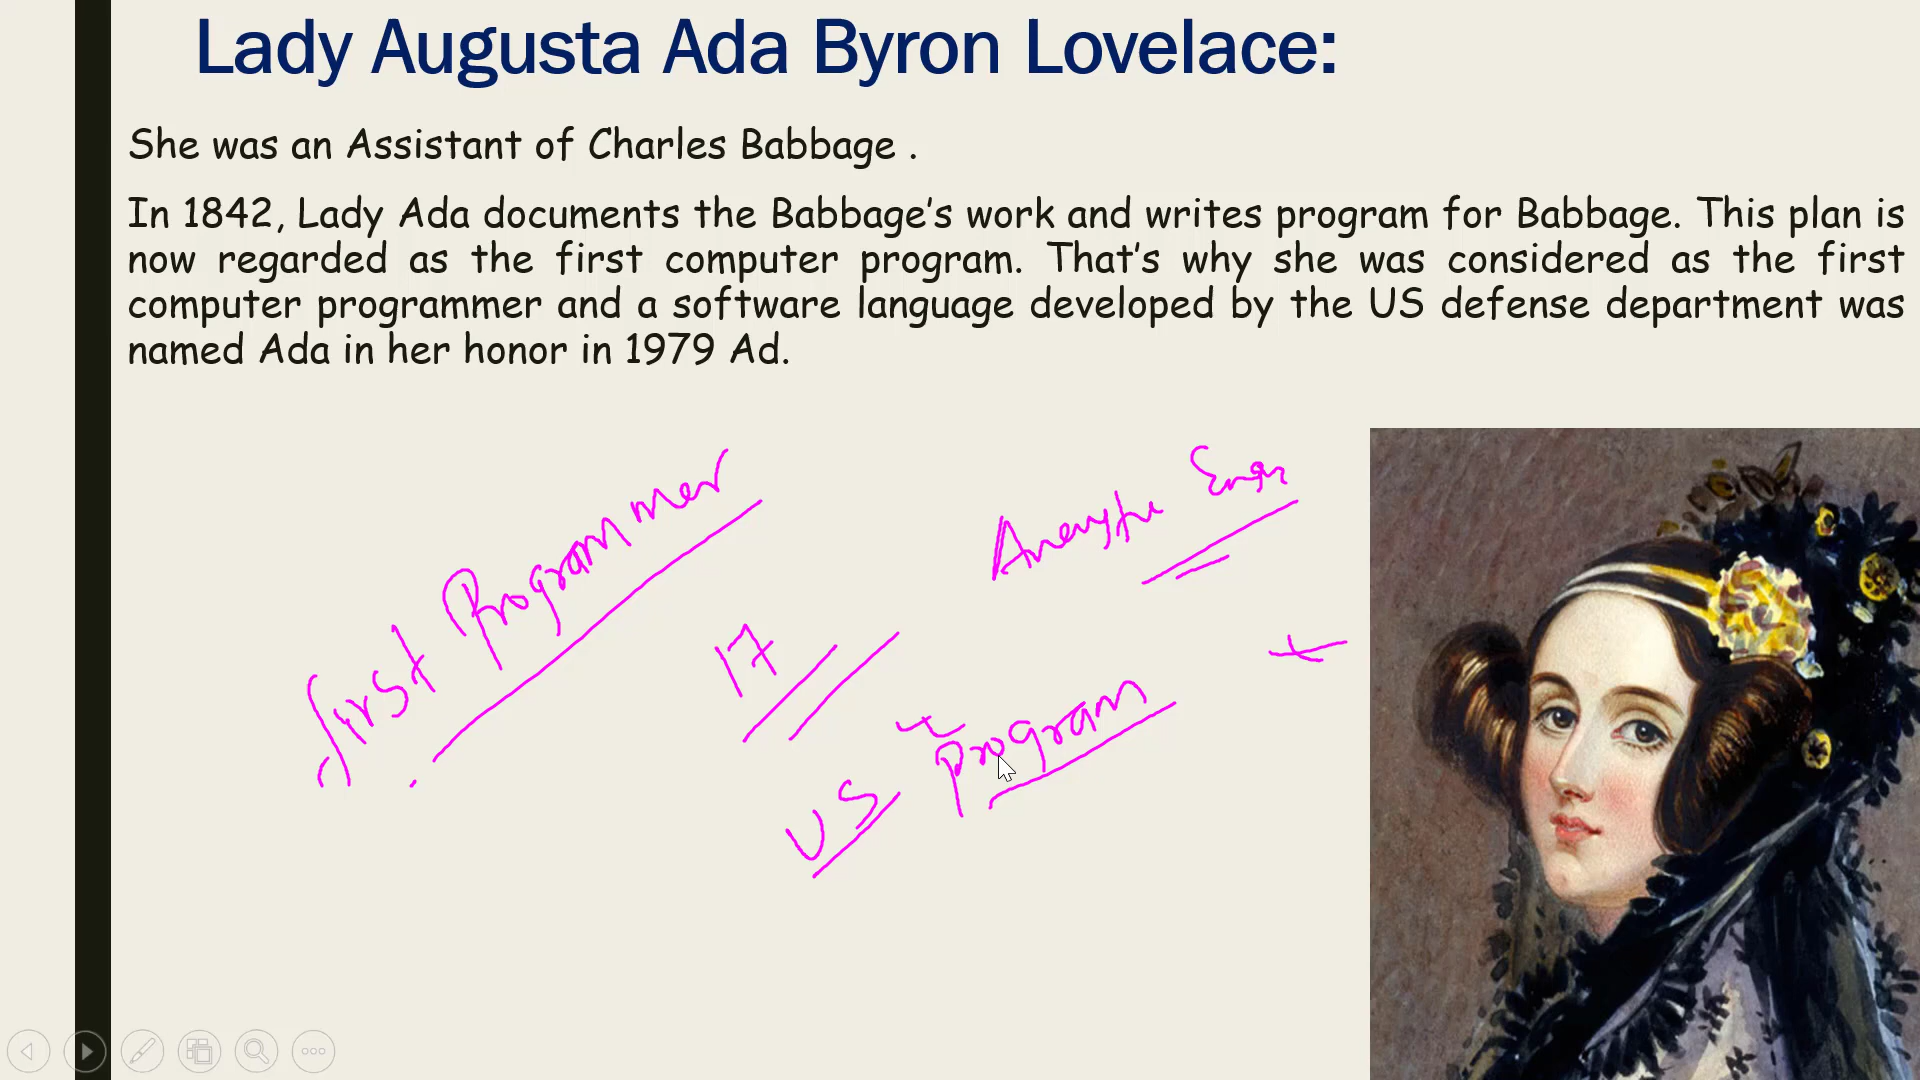 Lady Augusta Ada Byron Lovelace:
She was an Assistant of Charles Babbage .
In 1842, Lady Ada documents the Babbage's work and writes program for Babbage. This plan is
now regarded as the first computer program. That's why she was considered as the first
computer programmer and a software language developed by the US defense department was
named Ada in her honor in 1979 Ad.
first Programmer
17
US
Program